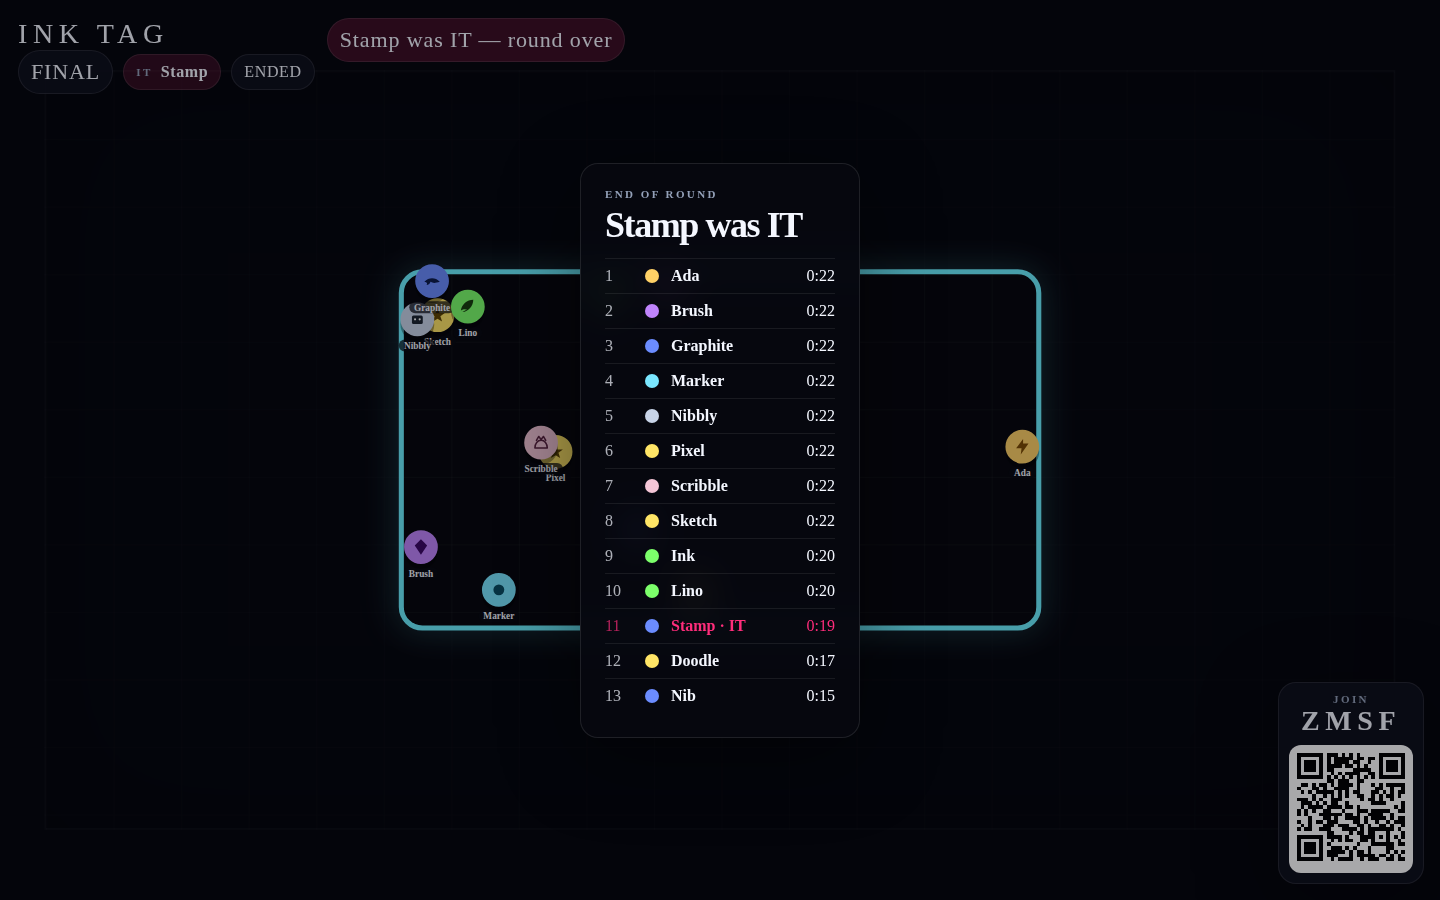 INK TAG
Stamp was IT — round over
FINAL
IT Stamp
ENDED
END OF ROUND
Stamp was IT
1 Ada 0:22
2 Brush 0:22
3 Graphite 0:22
4 Marker 0:22
5 Nibbly 0:22
6 Pixel 0:22
7 Scribble 0:22
8 Sketch 0:22
9 Ink 0:20
10 Lino 0:20
11 Stamp · IT 0:19
12 Doodle 0:17
13 Nib 0:15
Graphite
Lino
Nibbly
Sketch
Scribble
Pixel
Ada
Brush
Marker
JOIN
ZMSF